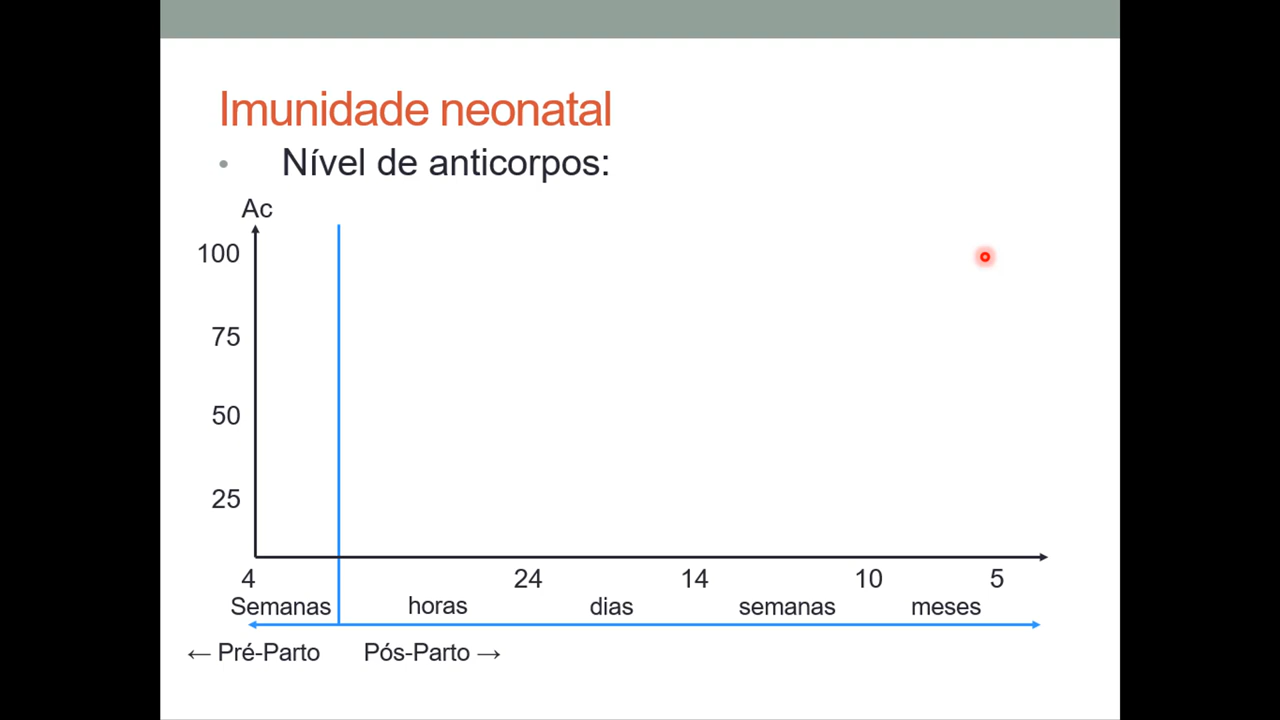 Imunidade neonatal
• Nível de anticorpos:
Ac
100
75
50
25
4 24 14 10 5
Semanas horas dias semanas meses
← Pré-Parto Pós-Parto →